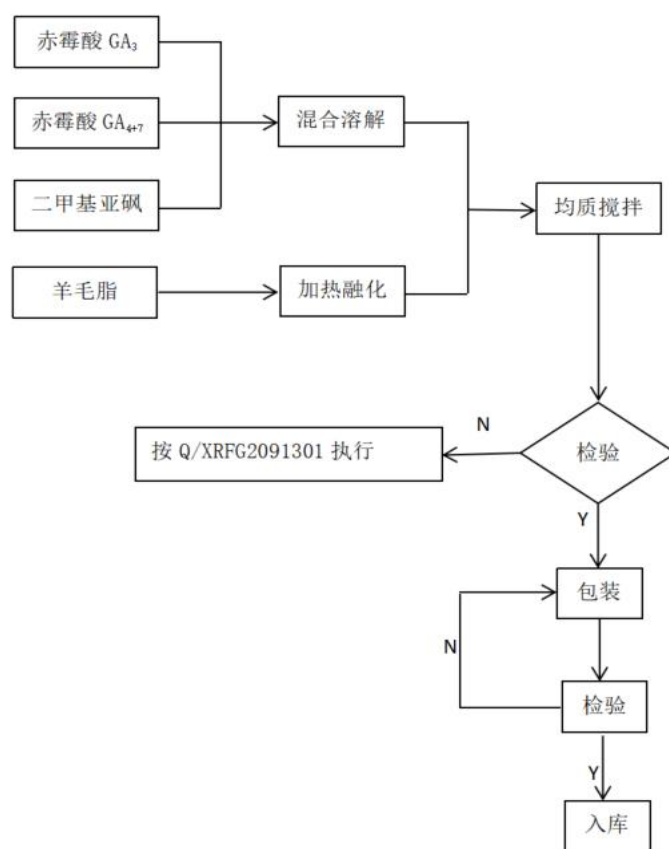 赤霉酸 GA₃
赤霉酸 GA₄₊₇
混合溶解
二甲基亚砜
均质搅拌
羊毛脂
加热融化
N
按 Q/XRFG2091301 执行
检验
Y
包装
N
检验
Y
入库